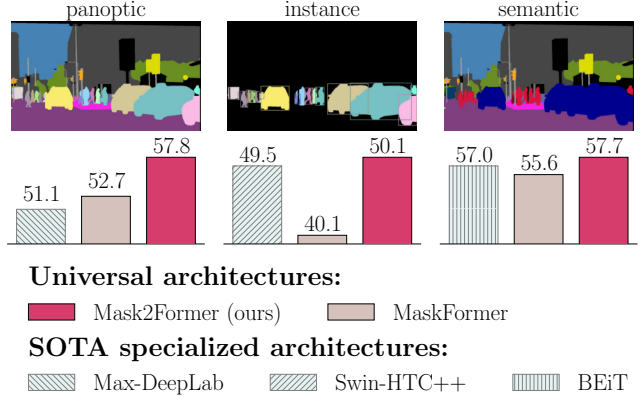 panoptic instance semantic
51.1 52.7 57.8 49.5 40.1 50.1 57.0 55.6 57.7
Universal architectures:
Mask2Former (ours) MaskFormer
SOTA specialized architectures:
Max-DeepLab Swin-HTC++ BEiT